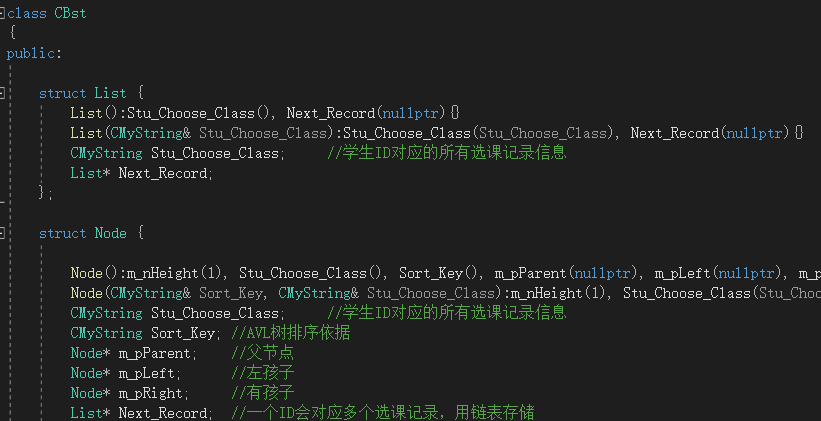 class CBst
{
public:
struct List {
List():Stu_Choose_Class(), Next_Record(nullptr){}
List(CMyString& Stu_Choose_Class):Stu_Choose_Class(Stu_Choose_Class), Next_Record(nullptr){}
CMyString Stu_Choose_Class; //学生ID对应的所有选课记录信息
List* Next_Record;
};
struct Node {
Node():m_nHeight(1), Stu_Choose_Class(), Sort_Key(), m_pParent(nullptr), m_pLeft(nullptr), m_p
Node(CMyString& Sort_Key, CMyString& Stu_Choose_Class):m_nHeight(1), Stu_Choose_Class(Stu_Choo
CMyString Stu_Choose_Class; //学生ID对应的所有选课记录信息
CMyString Sort_Key; //AVL树排序依据
Node* m_pParent; //父节点
Node* m_pLeft; //左孩子
Node* m_pRight; //有孩子
List* Next_Record; //一个ID会对应多个选课记录，用链表存储